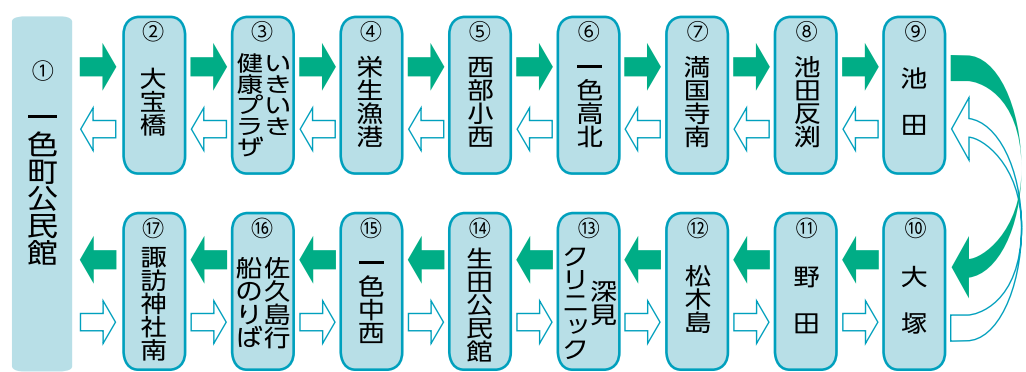 ①
一色町公民館
②
大宝橋
③
いきいき
健康プラザ
④
栄生漁港
⑤
西部小西
⑥
一色高北
⑦
満国寺南
⑧
池田反渕
⑨
池田
⑩
大塚
⑪
野田
⑫
松木島
⑬
深見
クリニック
⑭
生田公民館
⑮
一色中西
⑯
佐久島行
船のりば
⑰
諏訪神社南